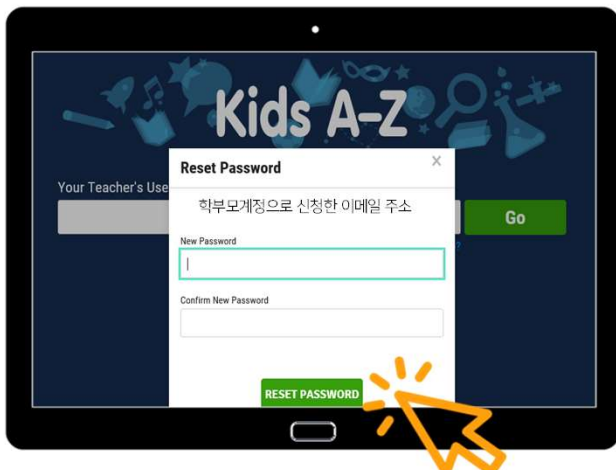 Kids A-Z
Reset Password
X
Your Teacher's Use
학부모계정으로 신청한 이메일 주소
Go
?
New Password
Confirm New Password
RESET PASSWORD